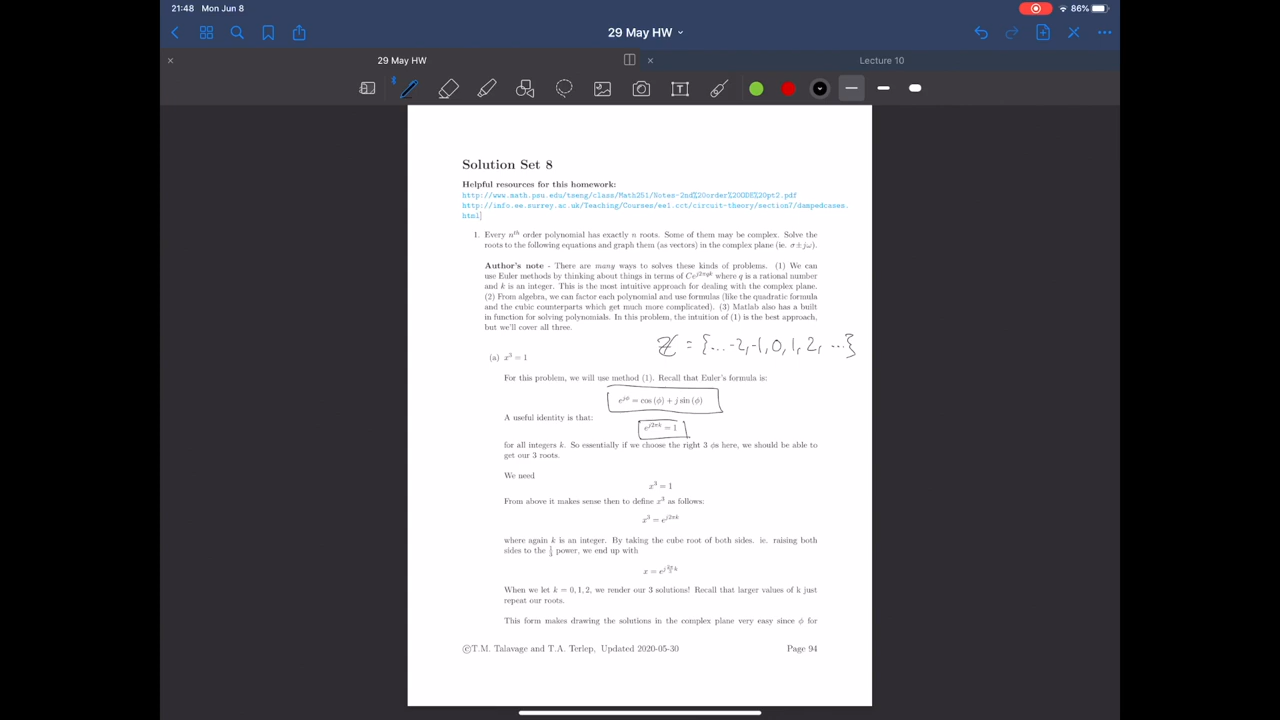 21:48 Mon Jun 8
86%
29 May HW
29 May HW
Lecture 10
Solution Set 8
Helpful resources for this homework:
http://www.math.psu.edu/tseng/class/Math251/Notes-2nd%20order%20ODE%20pt2.pdf
http://info.ee.surrey.ac.uk/Teaching/Courses/ee1.cct/circuit-theory/section7/dampedcases.
html
1. Every nᵗʰ order polynomial has exactly n roots. Some of them may be complex. Solve the
roots to the following equations and graph them (as vectors) in the complex plane (ie. σ±jω).
Author's note - There are many ways to solves these kinds of problems. (1) We can
use Euler methods by thinking about things in terms of Ce^{j2πqk} where q is a rational number
and k is an integer. This is the most intuitive approach for dealing with the complex plane.
(2) From algebra, we can factor each polynomial and use formulas (like the quadratic formula
and the cubic counterparts which get much more complicated). (3) Matlab also has a built
in function for solving polynomials. In this problem, the intuition of (1) is the best approach,
but we'll cover all three.
ℤ = {... -2, -1, 0, 1, 2, ...}
(a) x³ = 1
For this problem, we will use method (1). Recall that Euler's formula is:
e^{jϕ} = cos (ϕ) + j sin (ϕ)
A useful identity is that:
e^{j2πk} = 1
for all integers k. So essentially if we choose the right 3 ϕs here, we should be able to
get our 3 roots.
We need
x³ = 1
From above it makes sense then to define x³ as follows:
x³ = e^{j2πk}
where again k is an integer. By taking the cube root of both sides. ie. raising both
sides to the 1/3 power, we end up with
x = e^{j(2π/3)k}
When we let k = 0, 1, 2, we render our 3 solutions! Recall that larger values of k just
repeat our roots.
This form makes drawing the solutions in the complex plane very easy since ϕ for
©T.M. Talavage and T.A. Terlep, Updated 2020-05-30
Page 94